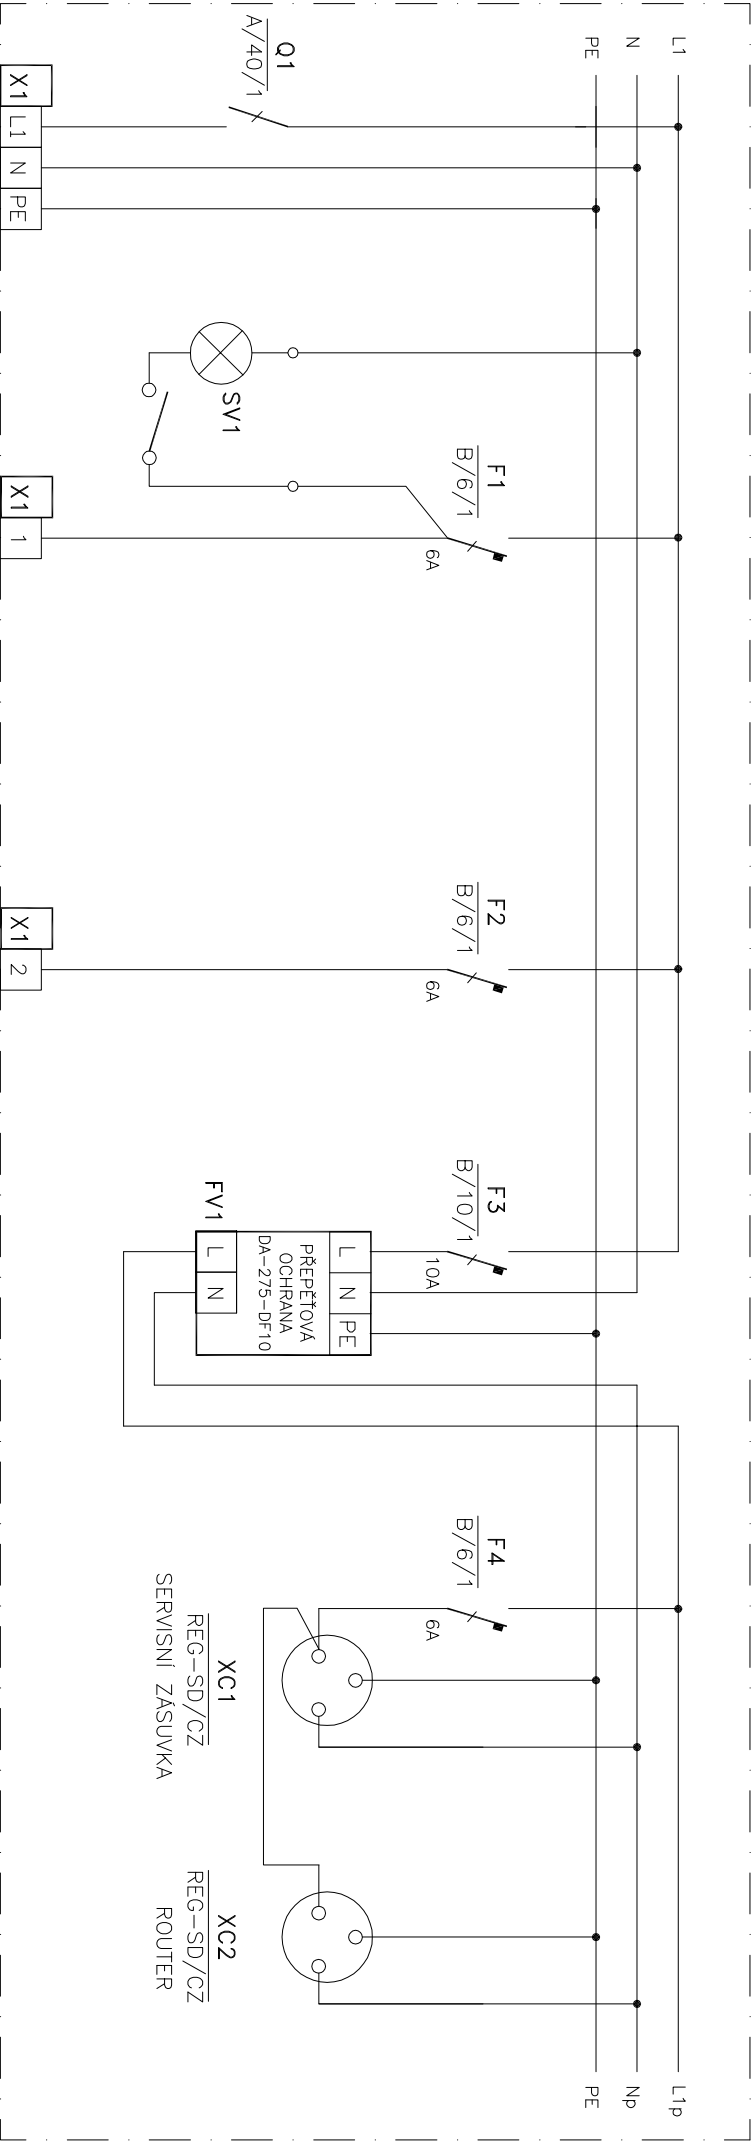 L1
N
PE
Q1
A/40/1
X1
L1
N
PE
SV1
F1
B/6/1
6A
X1
1
F2
B/6/1
6A
X1
2
F3
B/10/1
10A
FV1
L
N
PE
PŘEPĚŤOVÁ
OCHRANA
DA-275-DF10
L
N
F4
B/6/1
6A
XC1
REG-SD/CZ
SERVISNÍ ZÁSUVKA
XC2
REG-SD/CZ
ROUTER
L1p
Np
PE